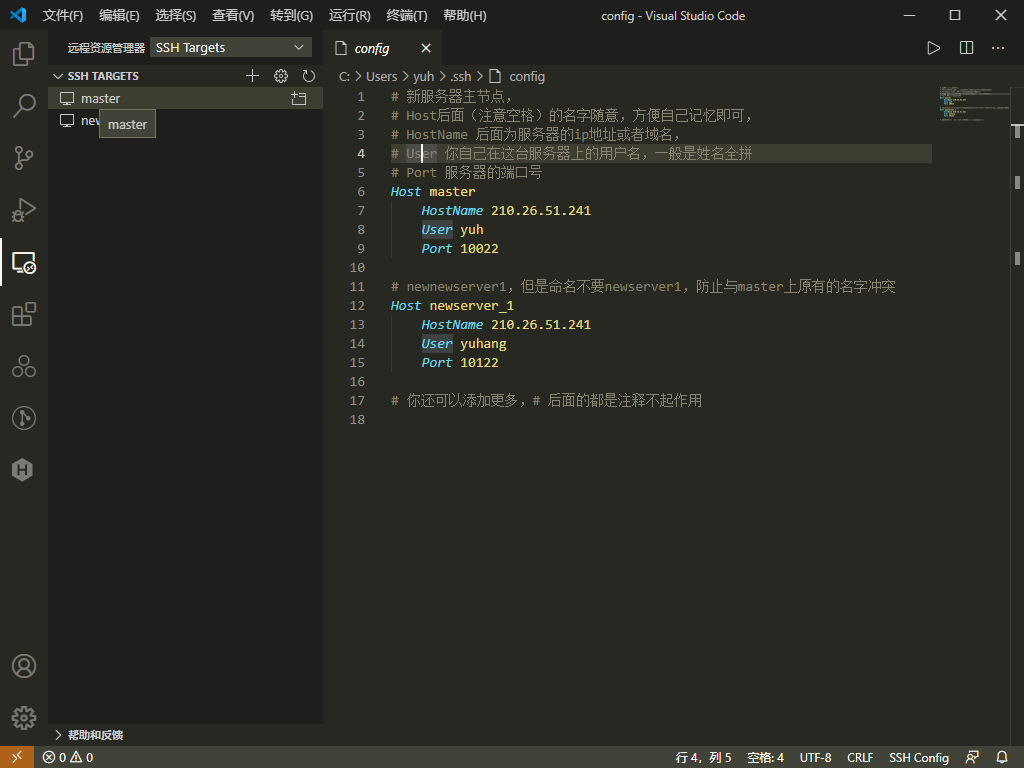 文件(F) 编辑(E) 选择(S) 查看(V) 转到(G) 运行(R) 终端(T) 帮助(H) config - Visual Studio Code
远程资源管理器 SSH Targets
config
SSH TARGETS
C: > Users > yuh > .ssh > config
master
new
master
1 # 新服务器主节点，
2 # Host后面（注意空格）的名字随意，方便自己记忆即可，
3 # HostName 后面为服务器的ip地址或者域名，
4 # User 你自己在这台服务器上的用户名，一般是姓名全拼
5 # Port 服务器的端口号
6 Host master
7 HostName 210.26.51.241
8 User yuh
9 Port 10022
10
11 # newnewserver1，但是命名不要newserver1，防止与master上原有的名字冲突
12 Host newserver_1
13 HostName 210.26.51.241
14 User yuhang
15 Port 10122
16
17 # 你还可以添加更多，# 后面的都是注释不起作用
18
帮助和反馈
0 0 行 4，列 5 空格: 4 UTF-8 CRLF SSH Config